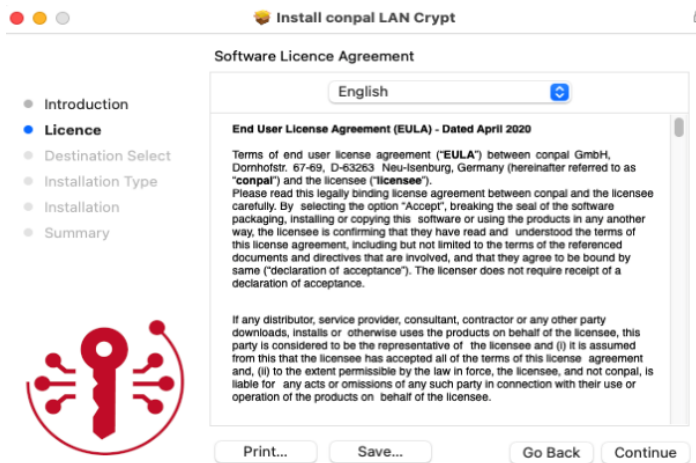 Install conpal LAN Crypt
Software Licence Agreement
Introduction
Licence
Destination Select
Installation Type
Installation
Summary
English
End User License Agreement (EULA) - Dated April 2020
Terms of end user license agreement ("EULA") between conpal GmbH,
Dornhofstr. 67-69, D-63263 Neu-Isenburg, Germany (hereinafter referred to as
"conpal") and the licensee ("licensee").
Please read this legally binding license agreement between conpal and the licensee
carefully. By selecting the option "Accept", breaking the seal of the software
packaging, installing or copying this software or using the products in any another
way, the licensee is confirming that they have read and understood the terms of
this license agreement, including but not limited to the terms of the referenced
documents and directives that are involved, and that they agree to be bound by
same ("declaration of acceptance"). The licenser does not require receipt of a
declaration of acceptance.
If any distributor, service provider, consultant, contractor or any other party
downloads, installs or otherwise uses the products on behalf of the licensee, this
party is considered to be the representative of the licensee and (i) it is assumed
from this that the licensee has accepted all of the terms of this license agreement
and, (ii) to the extent permissible by the law in force, the licensee, and not conpal, is
liable for any acts or omissions of any such party in connection with their use or
operation of the products on behalf of the licensee.
Print...
Save...
Go Back
Continue